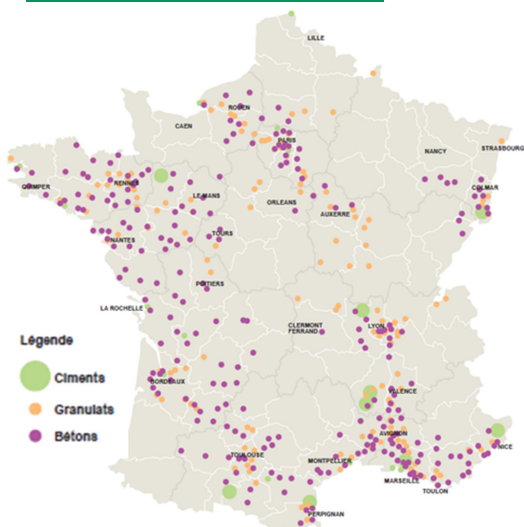 LILLE
ROUEN
CAEN
PARIS
NANCY
STRASBOURG
QUIMPER
RENNES
LE MANS
COLMAR
ORLEANS
AUXERRE
NANTES
TOURS
POITIERS
LA ROCHELLE
CLERMONT
FERRAND
LYON
Légende
Ciments
Granulats
Bétons
BORDEAUX
VALENCE
AVIGNON
TOULOUSE
MONTPELLIER
NICE
MARSEILLE
TOULON
PERPIGNAN